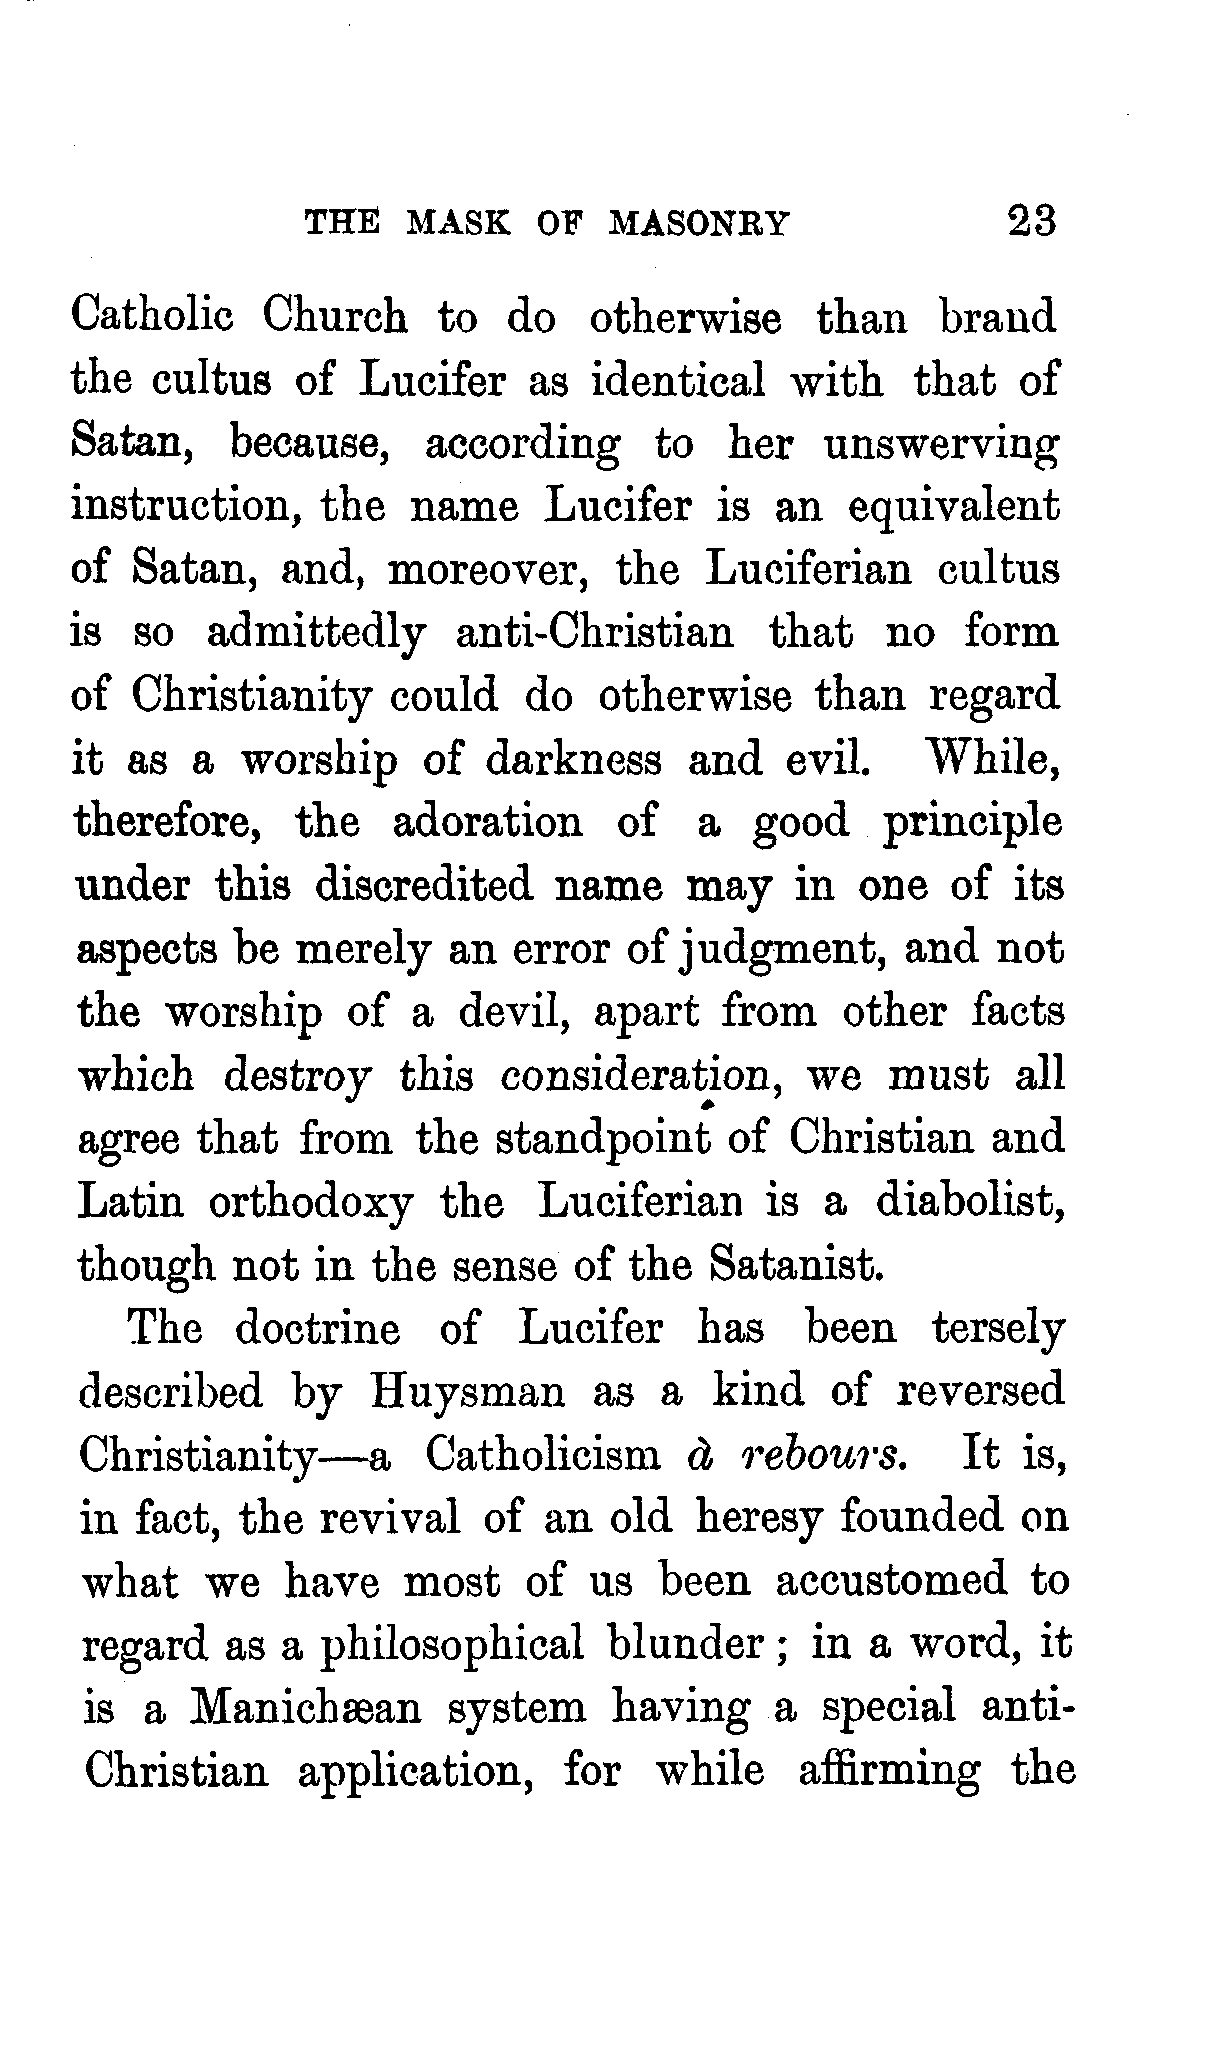 THE MASK OF MASONRY 23
Catholic Church to do otherwise than brand
the cultus of Lucifer as identical with that of
Satan, because, according to her unswerving
instruction, the name Lucifer is an equivalent
of Satan, and, moreover, the Luciferian cultus
is so admittedly anti-Christian that no form
of Christianity could do otherwise than regard
it as a worship of darkness and evil. While,
therefore, the adoration of a good principle
under this discredited name may in one of its
aspects be merely an error of judgment, and not
the worship of a devil, apart from other facts
which destroy this consideration, we must all
agree that from the standpoint of Christian and
Latin orthodoxy the Luciferian is a diabolist,
though not in the sense of the Satanist.
The doctrine of Lucifer has been tersely
described by Huysman as a kind of reversed
Christianity—a Catholicism à rebours. It is,
in fact, the revival of an old heresy founded on
what we have most of us been accustomed to
regard as a philosophical blunder ; in a word, it
is a Manichæan system having a special anti-
Christian application, for while affirming the